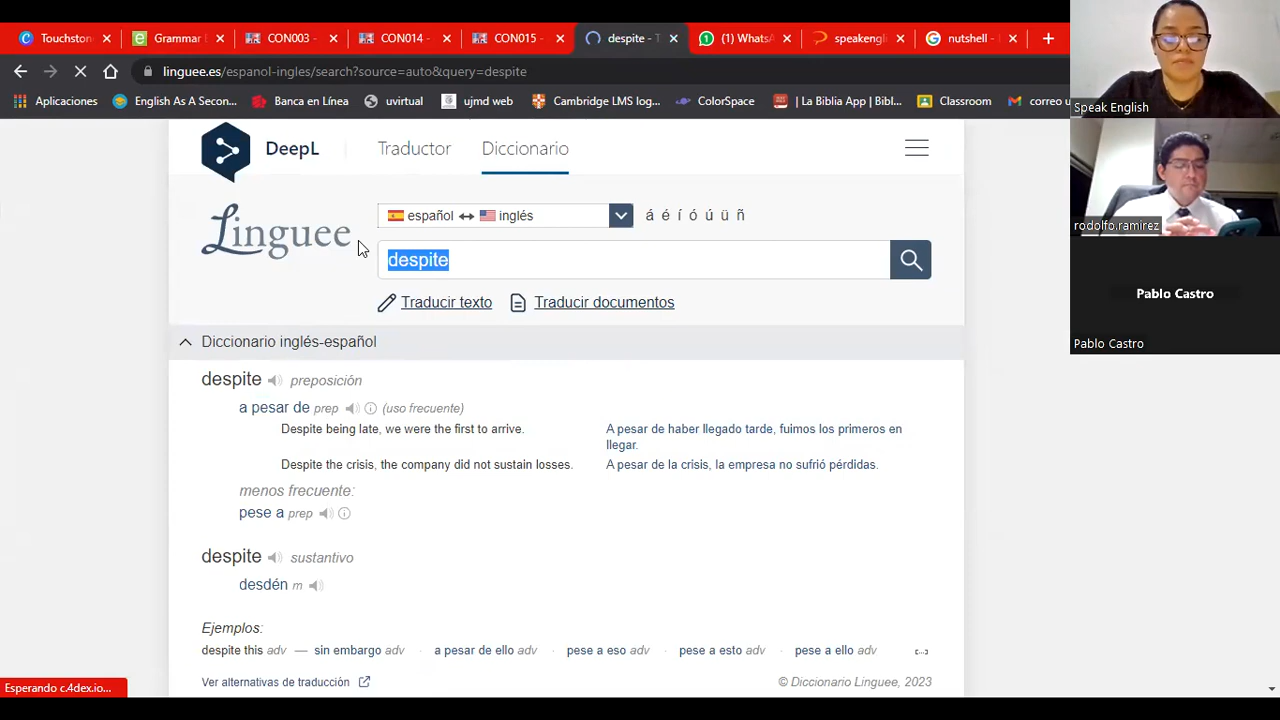 Touchston
Grammar E
CON003 -
CON014 -
CON015 -
despite - T
(1) WhatsA
speakengli
nutshell -
linguee.es/espanol-ingles/search?source=auto&query=despite
Aplicaciones
English As A Secon...
Banca en Línea
uvirtual
ujmd web
Cambridge LMS log...
ColorSpace
| La Biblia App | Bibl...
Classroom
correo u
Speak English
DeepL
Traductor
Diccionario
Linguee
español
inglés
á é í ó ú ü ñ
rodolfo.ramirez
despite
Traducir texto
Traducir documentos
Pablo Castro
Pablo Castro
Diccionario inglés-español
despite preposición
a pesar de prep (uso frecuente)
Despite being late, we were the first to arrive.
A pesar de haber llegado tarde, fuimos los primeros en
llegar.
Despite the crisis, the company did not sustain losses.
A pesar de la crisis, la empresa no sufrió pérdidas.
menos frecuente:
pese a prep
despite sustantivo
desdén m
Ejemplos:
despite this adv — sin embargo adv · a pesar de ello adv · pese a eso adv · pese a esto adv · pese a ello adv
Ver alternativas de traducción
© Diccionario Linguee, 2023
Esperando c.4dex.io...